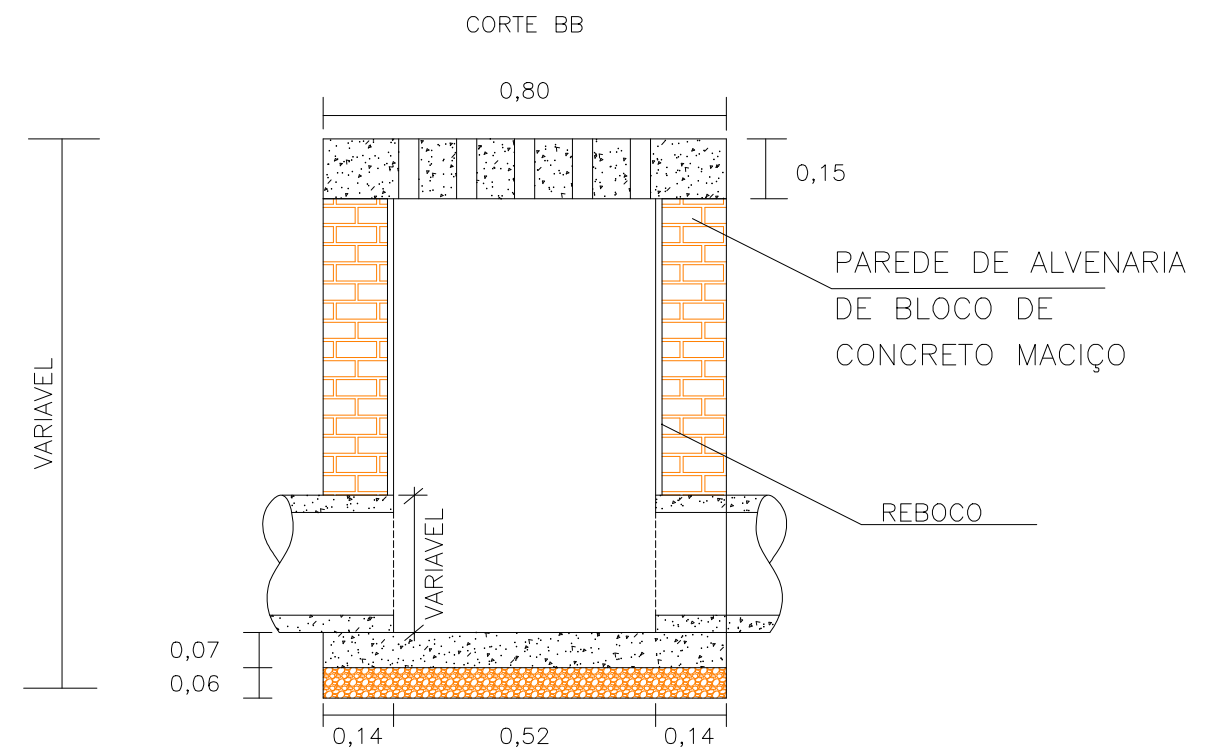 CORTE BB
0,80
0,15
PAREDE DE ALVENARIA
DE BLOCO DE
CONCRETO MACIÇO
VARIAVEL
REBOCO
VARIAVEL
0,07
0,06
0,14
0,52
0,14